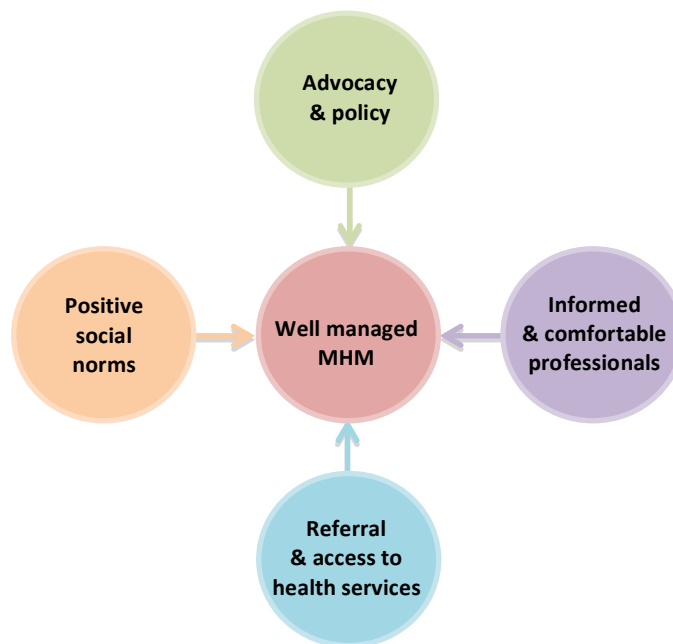 Advocacy
& policy
Positive
social
norms
Well managed
MHM
Informed
& comfortable
professionals
Referral
& access to
health services